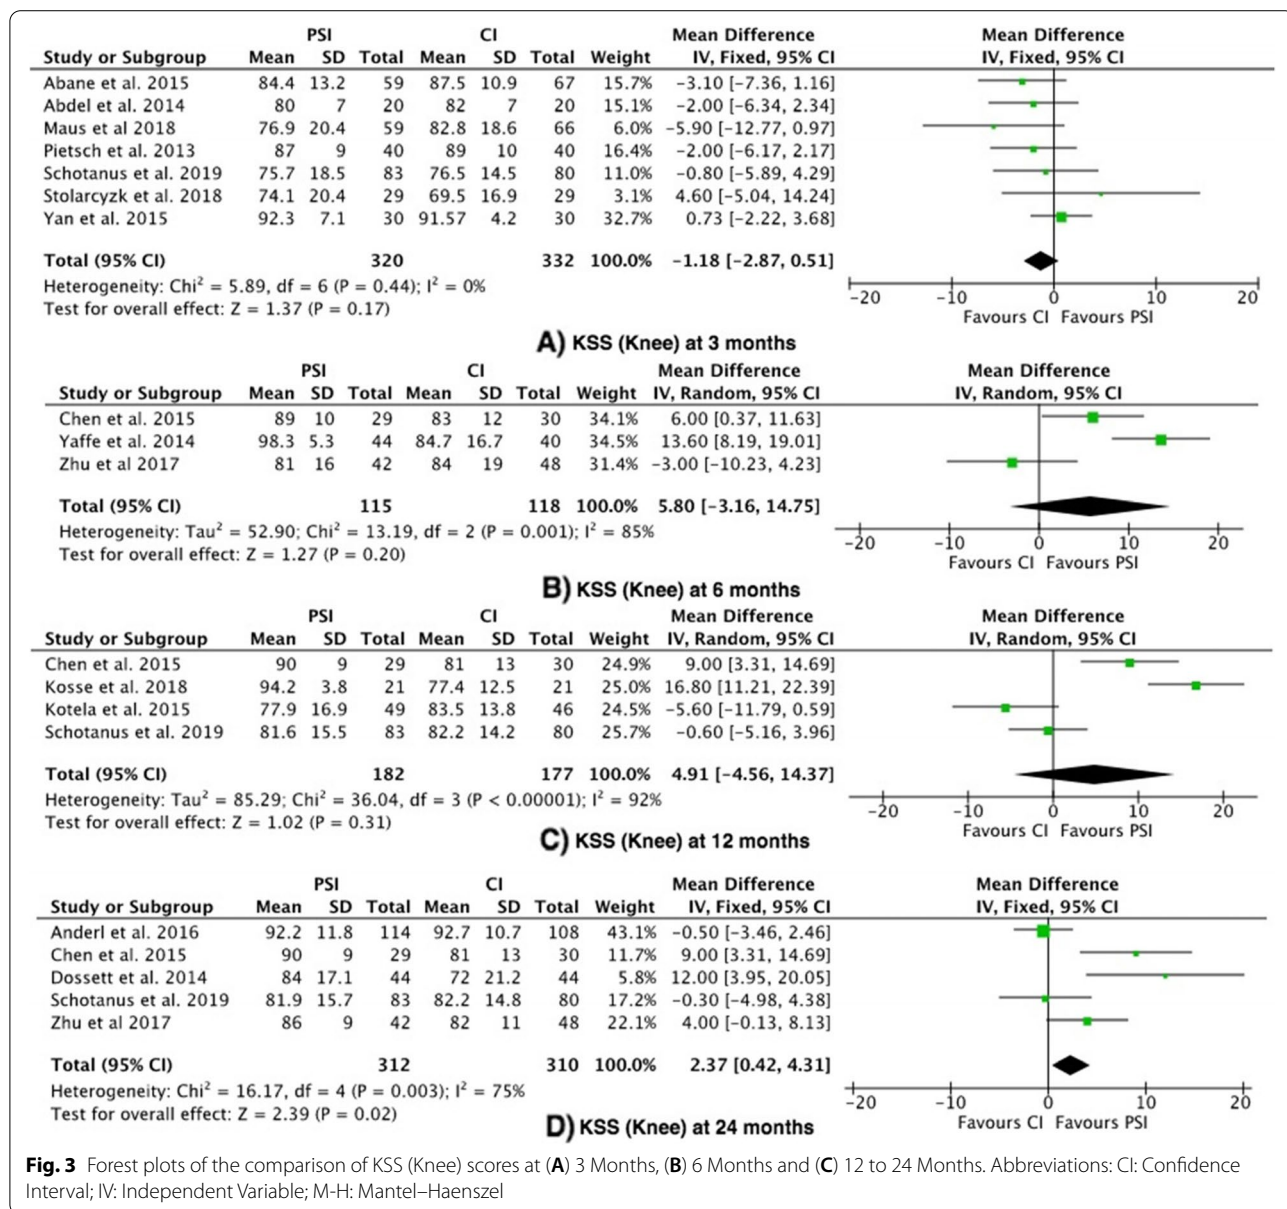 PSI CI Mean Difference Mean Difference
Study or Subgroup Mean SD Total Mean SD Total Weight IV, Fixed, 95% CI IV, Fixed, 95% CI
Abane et al. 2015 84.4 13.2 59 87.5 10.9 67 15.7% −3.10 [−7.36, 1.16]
Abdel et al. 2014 80 7 20 82 7 20 15.1% −2.00 [−6.34, 2.34]
Maus et al 2018 76.9 20.4 59 82.8 18.6 66 6.0% −5.90 [−12.77, 0.97]
Pietsch et al. 2013 87 9 40 89 10 40 16.4% −2.00 [−6.17, 2.17]
Schotanus et al. 2019 75.7 18.5 83 76.5 14.5 80 11.0% −0.80 [−5.89, 4.29]
Stolarcyzk et al. 2018 74.1 20.4 29 69.5 16.9 29 3.1% 4.60 [−5.04, 14.24]
Yan et al. 2015 92.3 7.1 30 91.57 4.2 30 32.7% 0.73 [−2.22, 3.68]
Total (95% CI) 320 332 100.0% −1.18 [−2.87, 0.51]
Heterogeneity: Chi² = 5.89, df = 6 (P = 0.44); I² = 0%
Test for overall effect: Z = 1.37 (P = 0.17)
−20 −10 0 10 20
Favours CI Favours PSI
A) KSS (Knee) at 3 months
PSI CI Mean Difference Mean Difference
Study or Subgroup Mean SD Total Mean SD Total Weight IV, Random, 95% CI IV, Random, 95% CI
Chen et al. 2015 89 10 29 83 12 30 34.1% 6.00 [0.37, 11.63]
Yaffe et al. 2014 98.3 5.3 44 84.7 16.7 40 34.5% 13.60 [8.19, 19.01]
Zhu et al 2017 81 16 42 84 19 48 31.4% −3.00 [−10.23, 4.23]
Total (95% CI) 115 118 100.0% 5.80 [−3.16, 14.75]
Heterogeneity: Tau² = 52.90; Chi² = 13.19, df = 2 (P = 0.001); I² = 85%
Test for overall effect: Z = 1.27 (P = 0.20)
−20 −10 0 10 20
Favours CI Favours PSI
B) KSS (Knee) at 6 months
PSI CI Mean Difference Mean Difference
Study or Subgroup Mean SD Total Mean SD Total Weight IV, Random, 95% CI IV, Random, 95% CI
Chen et al. 2015 90 9 29 81 13 30 24.9% 9.00 [3.31, 14.69]
Kosse et al. 2018 94.2 3.8 21 77.4 12.5 21 25.0% 16.80 [11.21, 22.39]
Kotela et al. 2015 77.9 16.9 49 83.5 13.8 46 24.5% −5.60 [−11.79, 0.59]
Schotanus et al. 2019 81.6 15.5 83 82.2 14.2 80 25.7% −0.60 [−5.16, 3.96]
Total (95% CI) 182 177 100.0% 4.91 [−4.56, 14.37]
Heterogeneity: Tau² = 85.29; Chi² = 36.04, df = 3 (P < 0.00001); I² = 92%
Test for overall effect: Z = 1.02 (P = 0.31)
−20 −10 0 10 20
Favours CI Favours PSI
C) KSS (Knee) at 12 months
PSI CI Mean Difference Mean Difference
Study or Subgroup Mean SD Total Mean SD Total Weight IV, Fixed, 95% CI IV, Fixed, 95% CI
Anderl et al. 2016 92.2 11.8 114 92.7 10.7 108 43.1% −0.50 [−3.46, 2.46]
Chen et al. 2015 90 9 29 81 13 30 11.7% 9.00 [3.31, 14.69]
Dossett et al. 2014 84 17.1 44 72 21.2 44 5.8% 12.00 [3.95, 20.05]
Schotanus et al. 2019 81.9 15.7 83 82.2 14.8 80 17.2% −0.30 [−4.98, 4.38]
Zhu et al 2017 86 9 42 82 11 48 22.1% 4.00 [−0.13, 8.13]
Total (95% CI) 312 310 100.0% 2.37 [0.42, 4.31]
Heterogeneity: Chi² = 16.17, df = 4 (P = 0.003); I² = 75%
Test for overall effect: Z = 2.39 (P = 0.02)
−20 −10 0 10 20
Favours CI Favours PSI
D) KSS (Knee) at 24 months
Fig. 3 Forest plots of the comparison of KSS (Knee) scores at (A) 3 Months, (B) 6 Months and (C) 12 to 24 Months. Abbreviations: CI: Confidence
Interval; IV: Independent Variable; M-H: Mantel–Haenszel